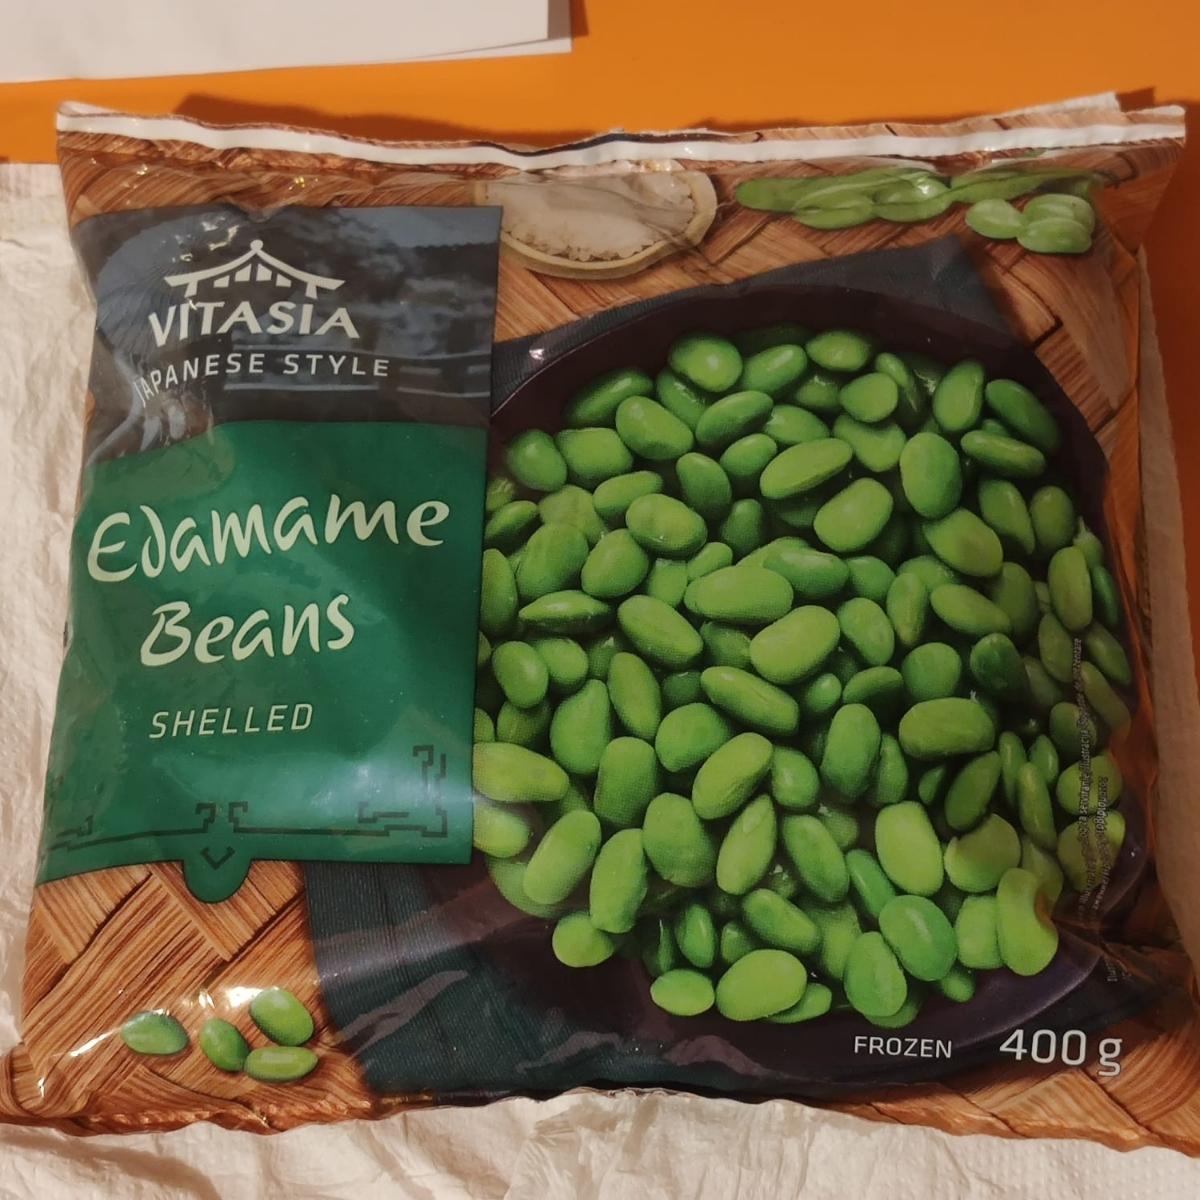 VITASIA
JAPANESE STYLE
Edamame
Beans
SHELLED
FROZEN 400 g